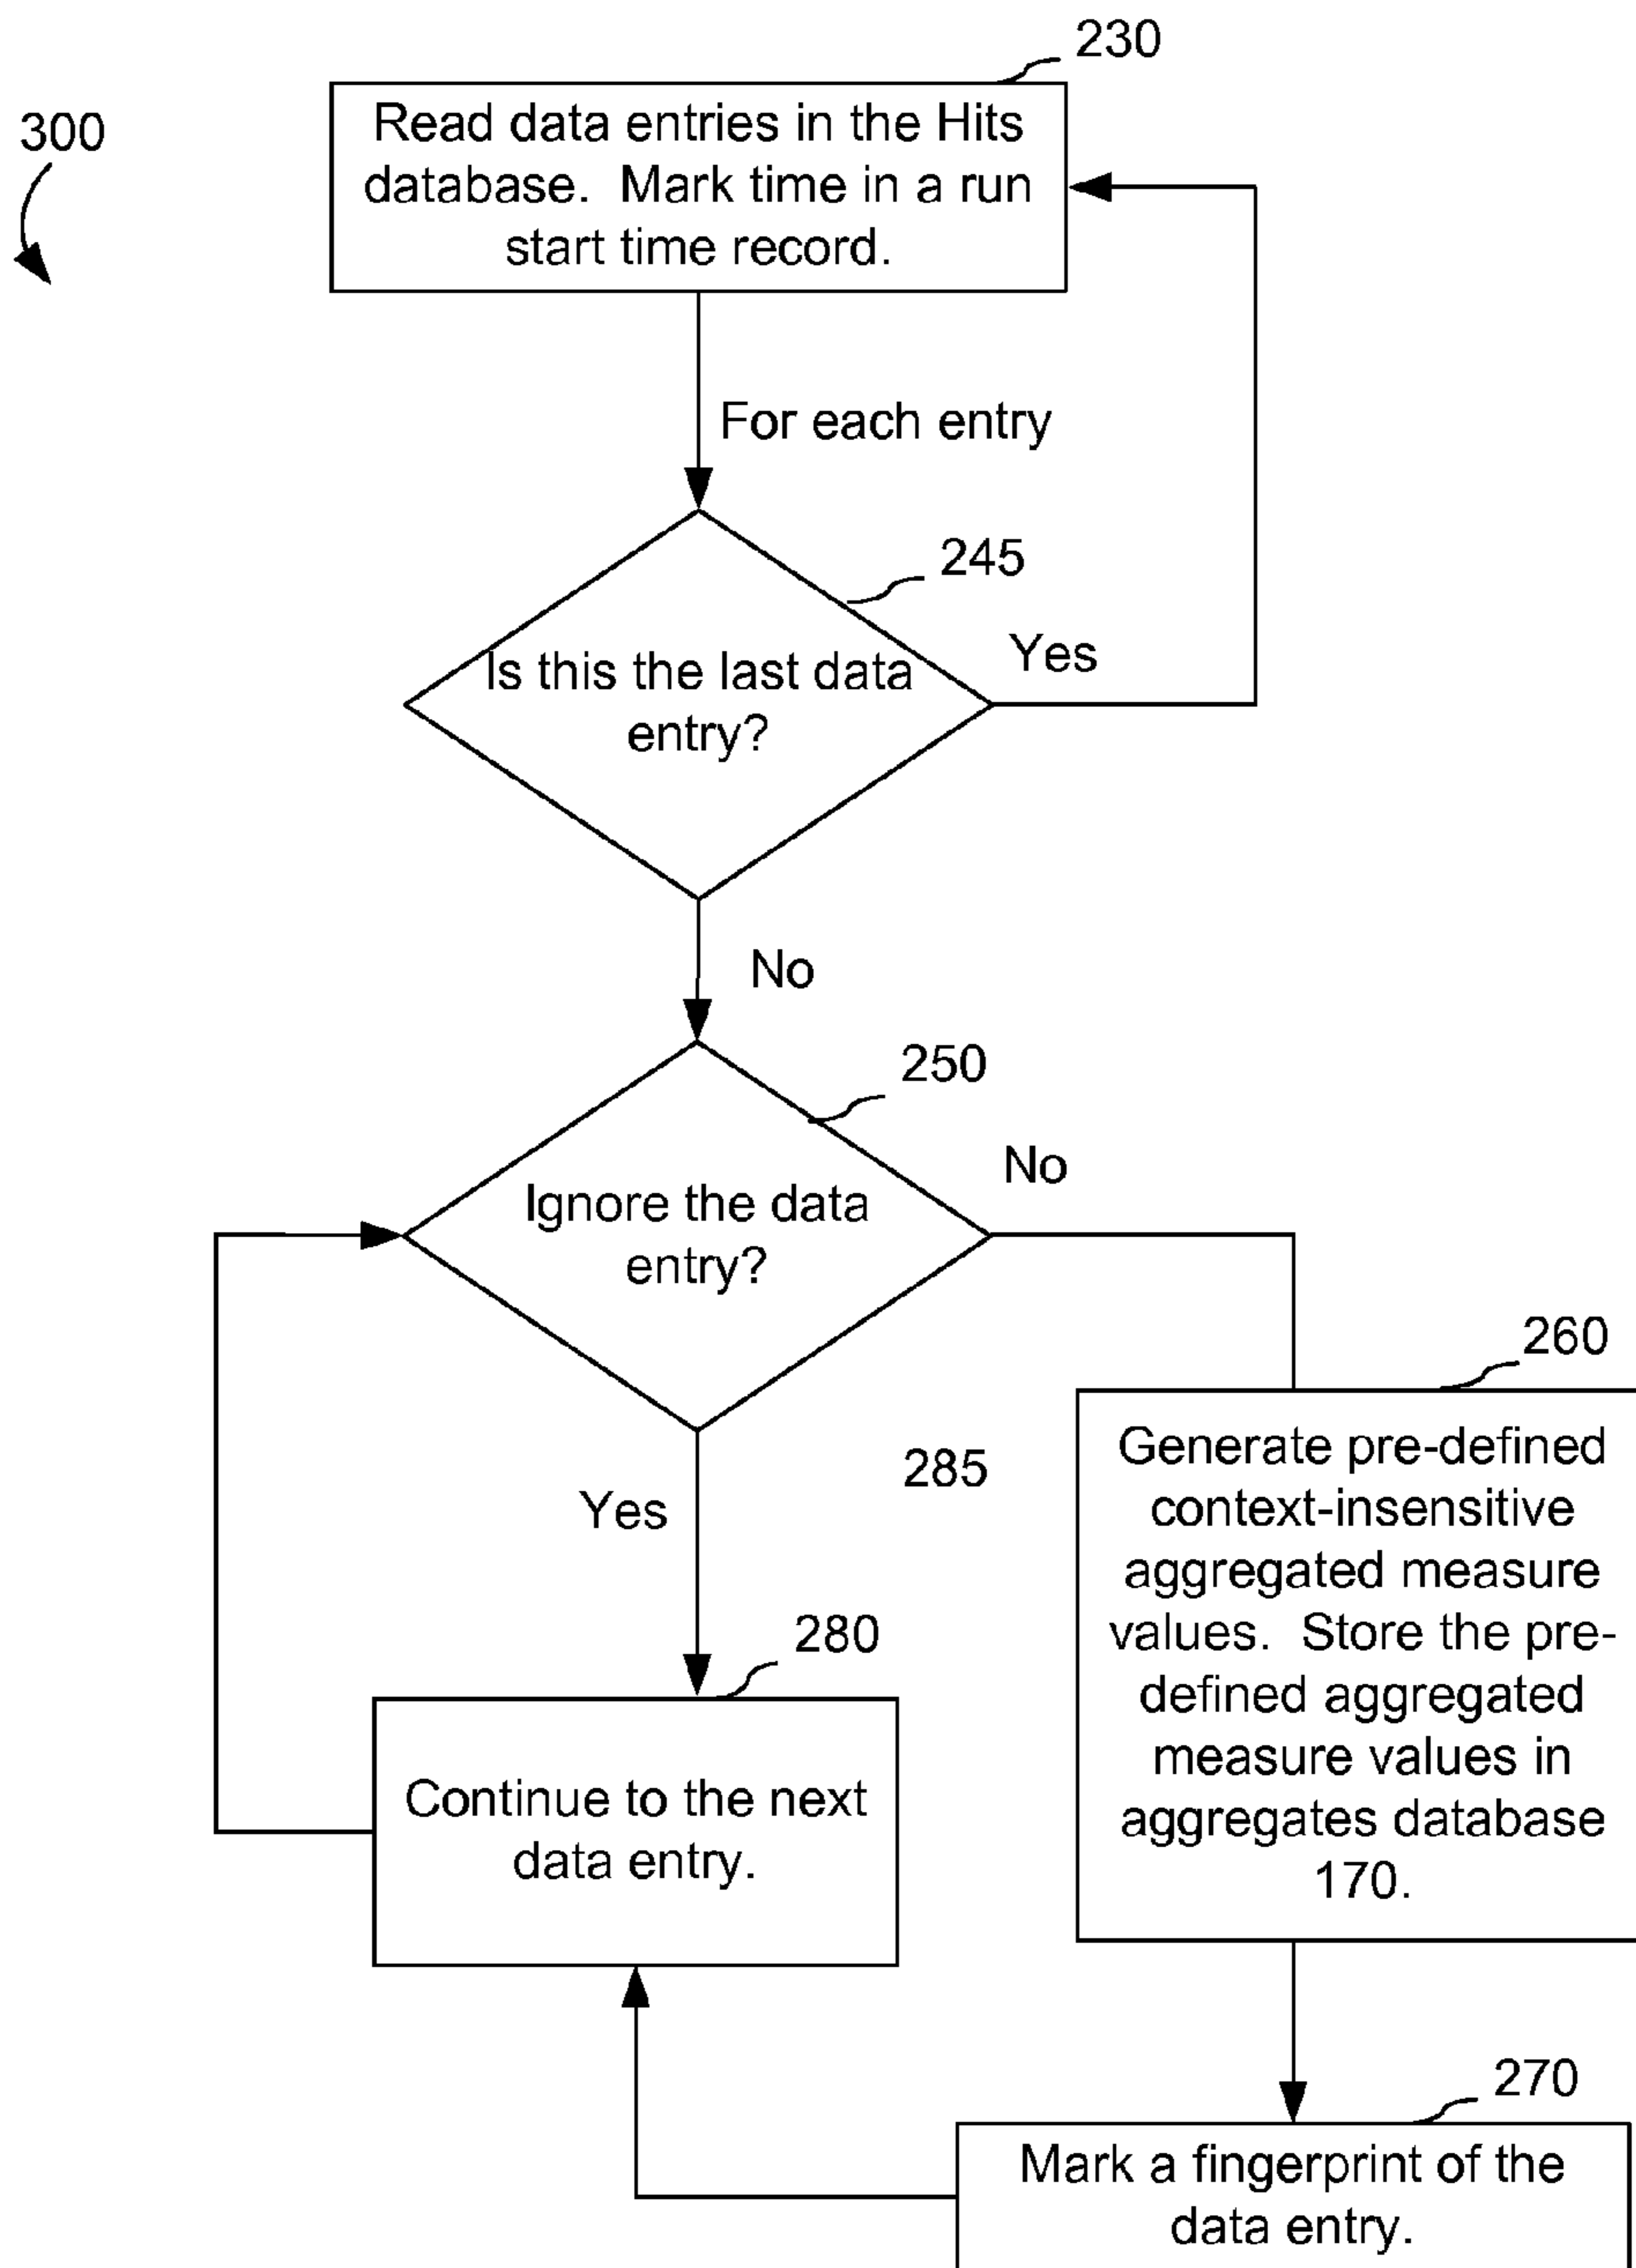 230
300
Read data entries in the Hits
database.  Mark time in a run
start time record.
For each entry
245
Is this the last data
entry?
Yes
No
250
Ignore the data
entry?
No
260
285
Yes
Generate pre-defined
context-insensitive
aggregated measure
values.  Store the pre-
defined aggregated
measure values in
aggregates database
170.
280
Continue to the next
data entry.
270
Mark a fingerprint of the
data entry.